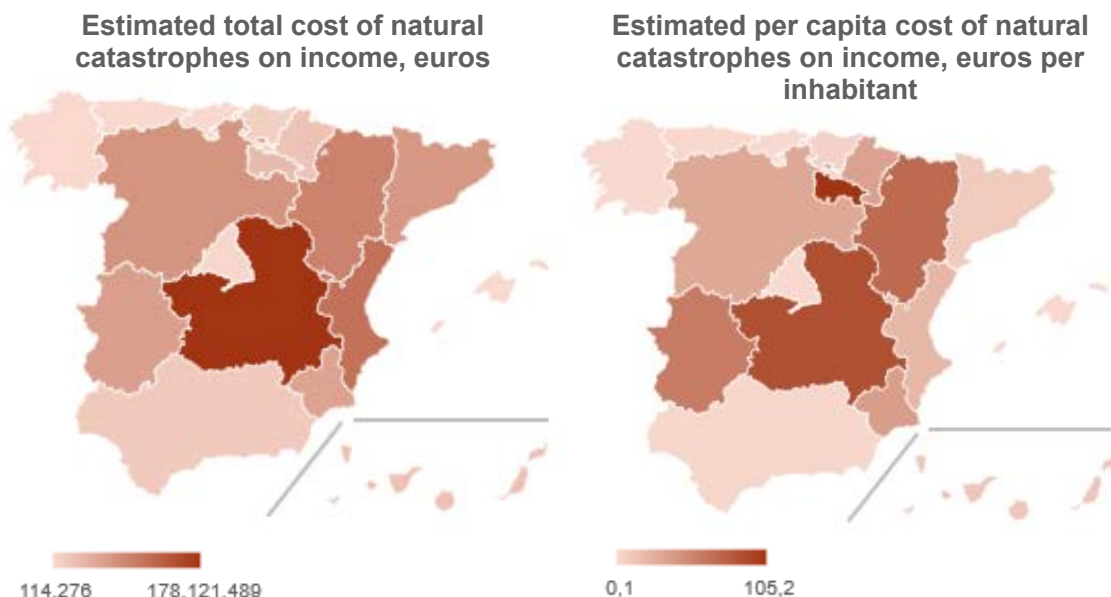 Estimated total cost of natural
catastrophes on income, euros
Estimated per capita cost of natural
catastrophes on income, euros per
inhabitant
114.276 178.121.489
0,1 105,2